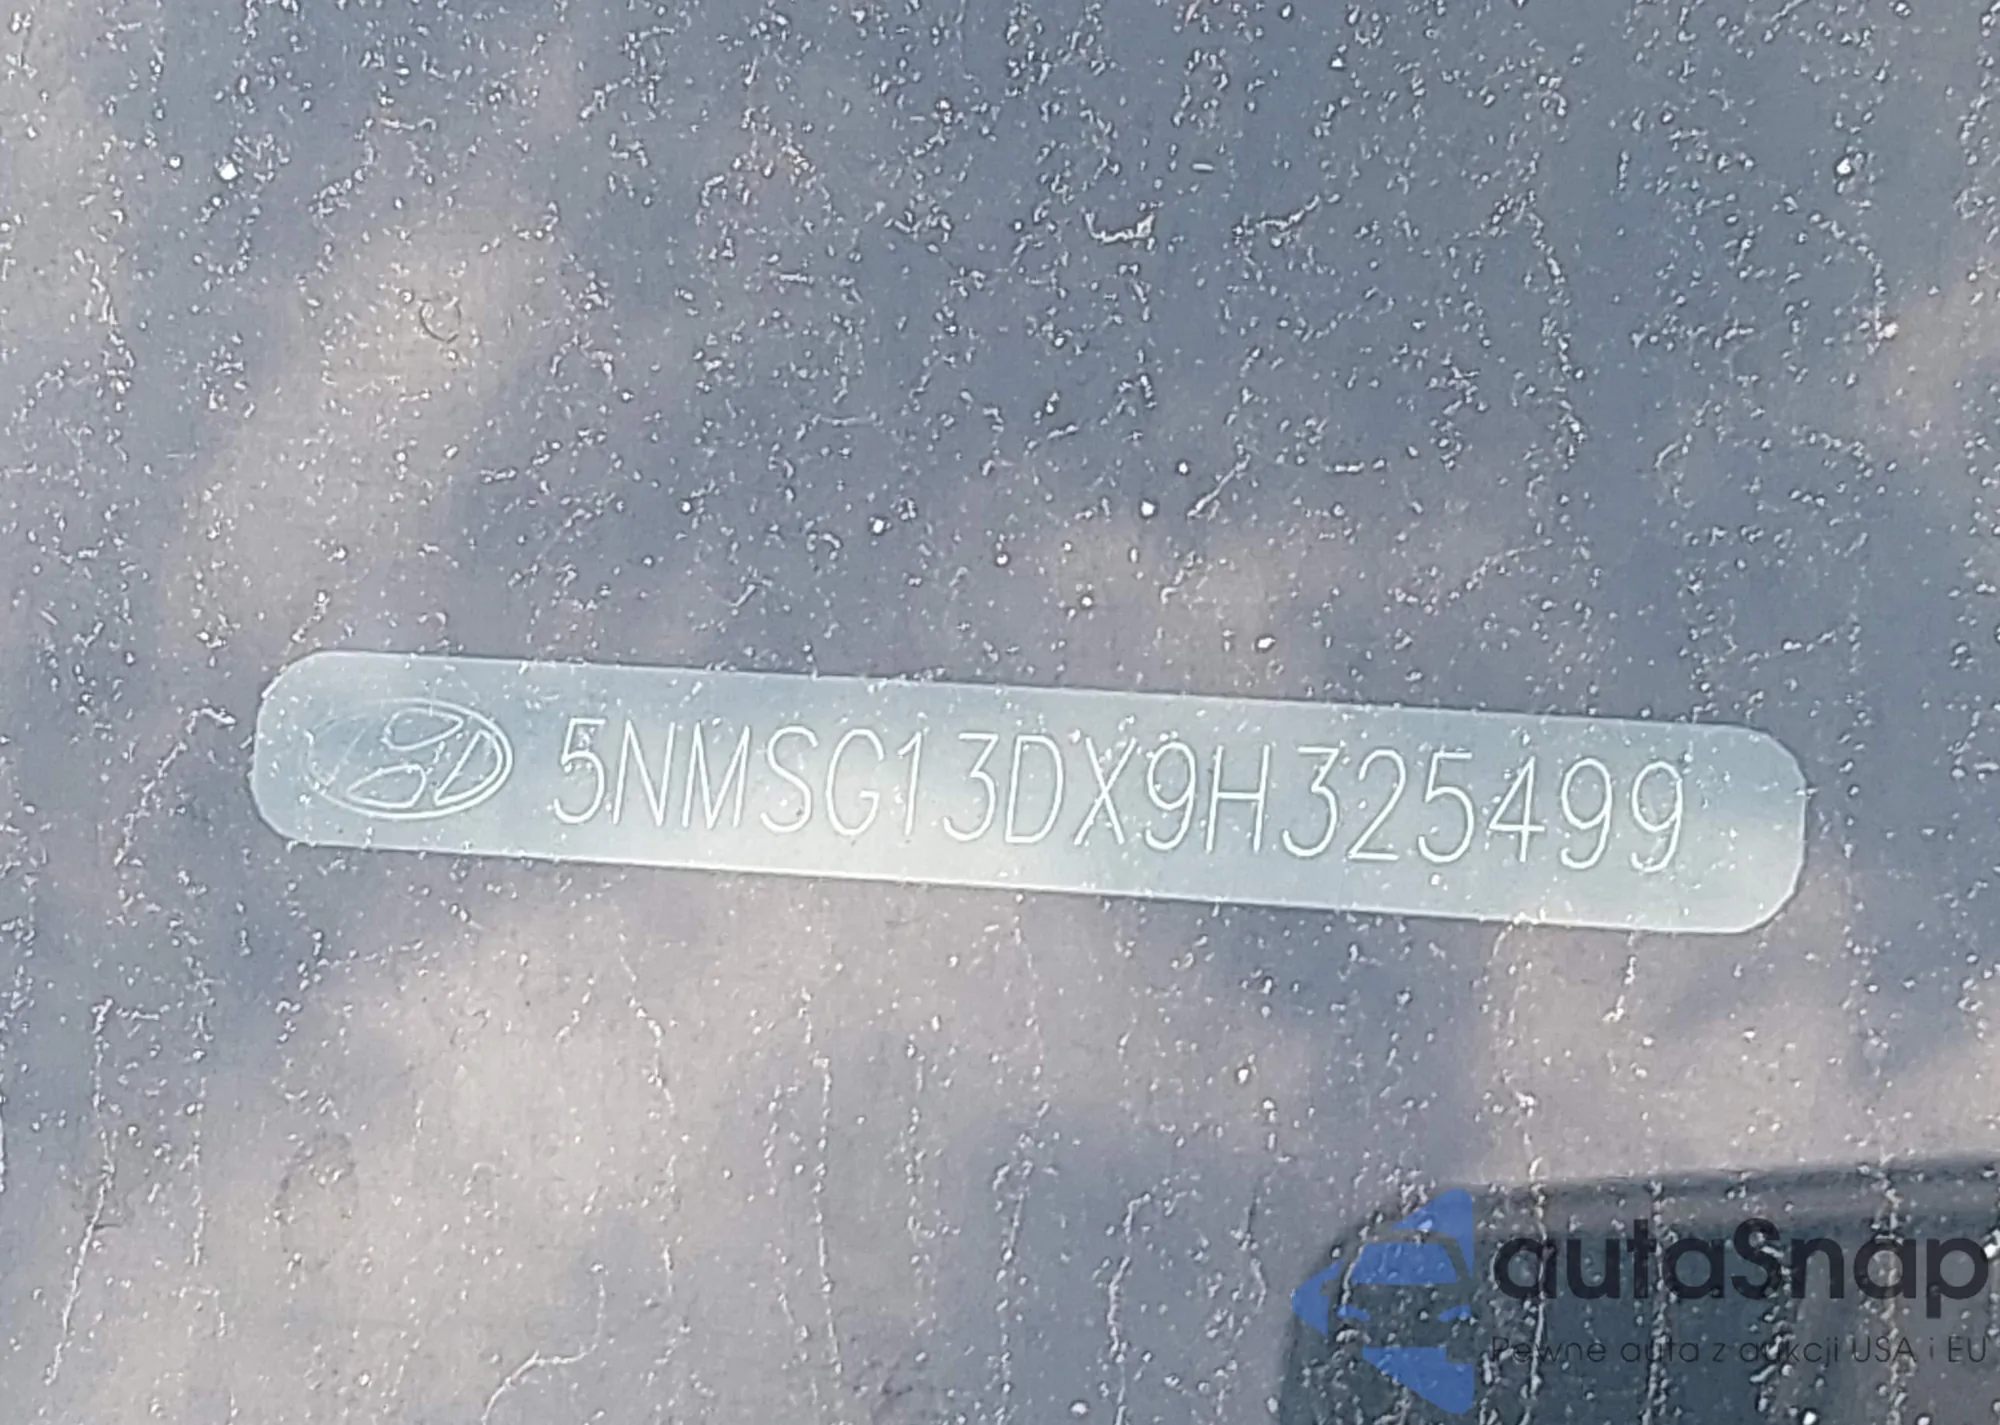 5NMSG13DX9H325499
autaSnap
Pewne auta z aukcji USA i EU